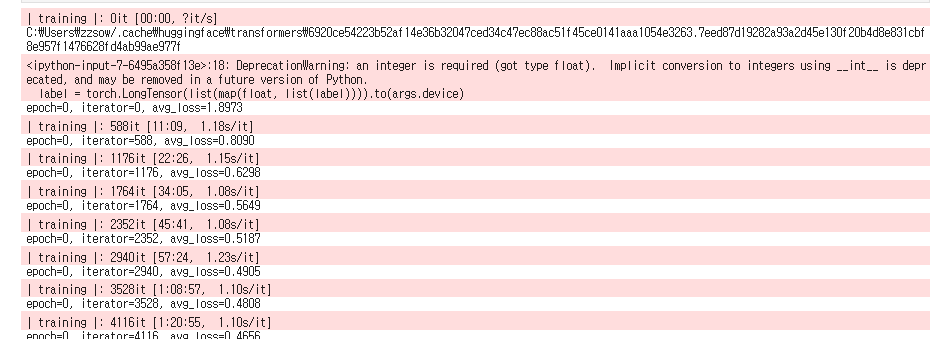 | training |: 0it [00:00, ?it/s]
C:₩Users₩zzsow/.cache₩huggingface₩transformers₩6920ce54223b52af14e36b32047ced34c47ec88ac51f45ce0141aaa1054e3263.7eed87d19282a93a2d45e130f20b4d8e831cbf
8e957f1476628fd4ab99ae977f
<ipython-input-7-6495a358f13e>:18: DeprecationWarning: an integer is required (got type float).  Implicit conversion to integers using __int__ is depr
ecated, and may be removed in a future version of Python.
  label = torch.LongTensor(list(map(float, list(label)))).to(args.device)
epoch=0, iterator=0, avg_loss=1.8973
| training |: 588it [11:09,  1.18s/it]
epoch=0, iterator=588, avg_loss=0.8090
| training |: 1176it [22:26,  1.15s/it]
epoch=0, iterator=1176, avg_loss=0.6298
| training |: 1764it [34:05,  1.08s/it]
epoch=0, iterator=1764, avg_loss=0.5649
| training |: 2352it [45:41,  1.08s/it]
epoch=0, iterator=2352, avg_loss=0.5187
| training |: 2940it [57:24,  1.23s/it]
epoch=0, iterator=2940, avg_loss=0.4905
| training |: 3528it [1:08:57,  1.10s/it]
epoch=0, iterator=3528, avg_loss=0.4808
| training |: 4116it [1:20:55,  1.10s/it]
epoch=0, iterator=4116, avg_loss=0.4656